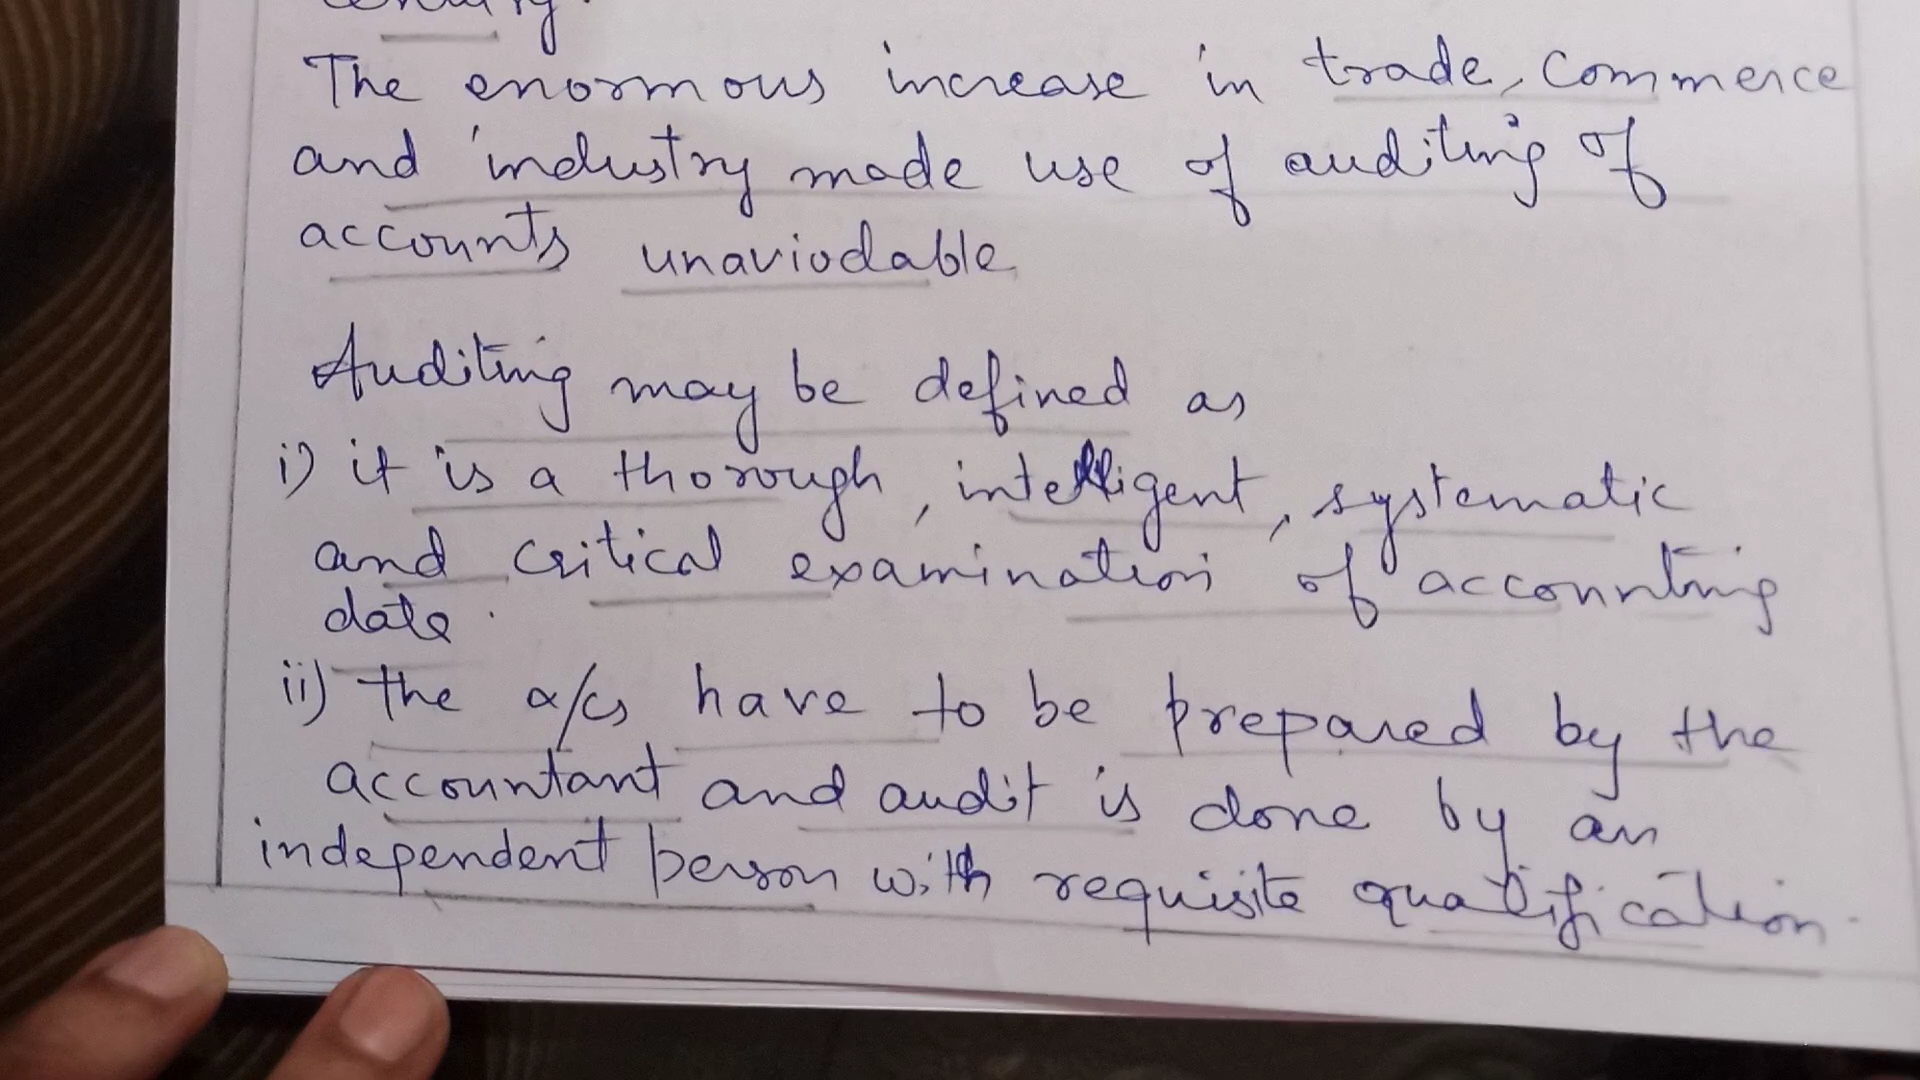 The enormous increase in trade, commerce
and industry made use of auditing of
accounts unaviodable
Auditing may be defined as
i) it is a thorough, intelligent, systematic
and critical examination of accounting
date.
ii) the a/cs have to be prepared by the
accountant and audit is done by an
independent person with requisite qualification.